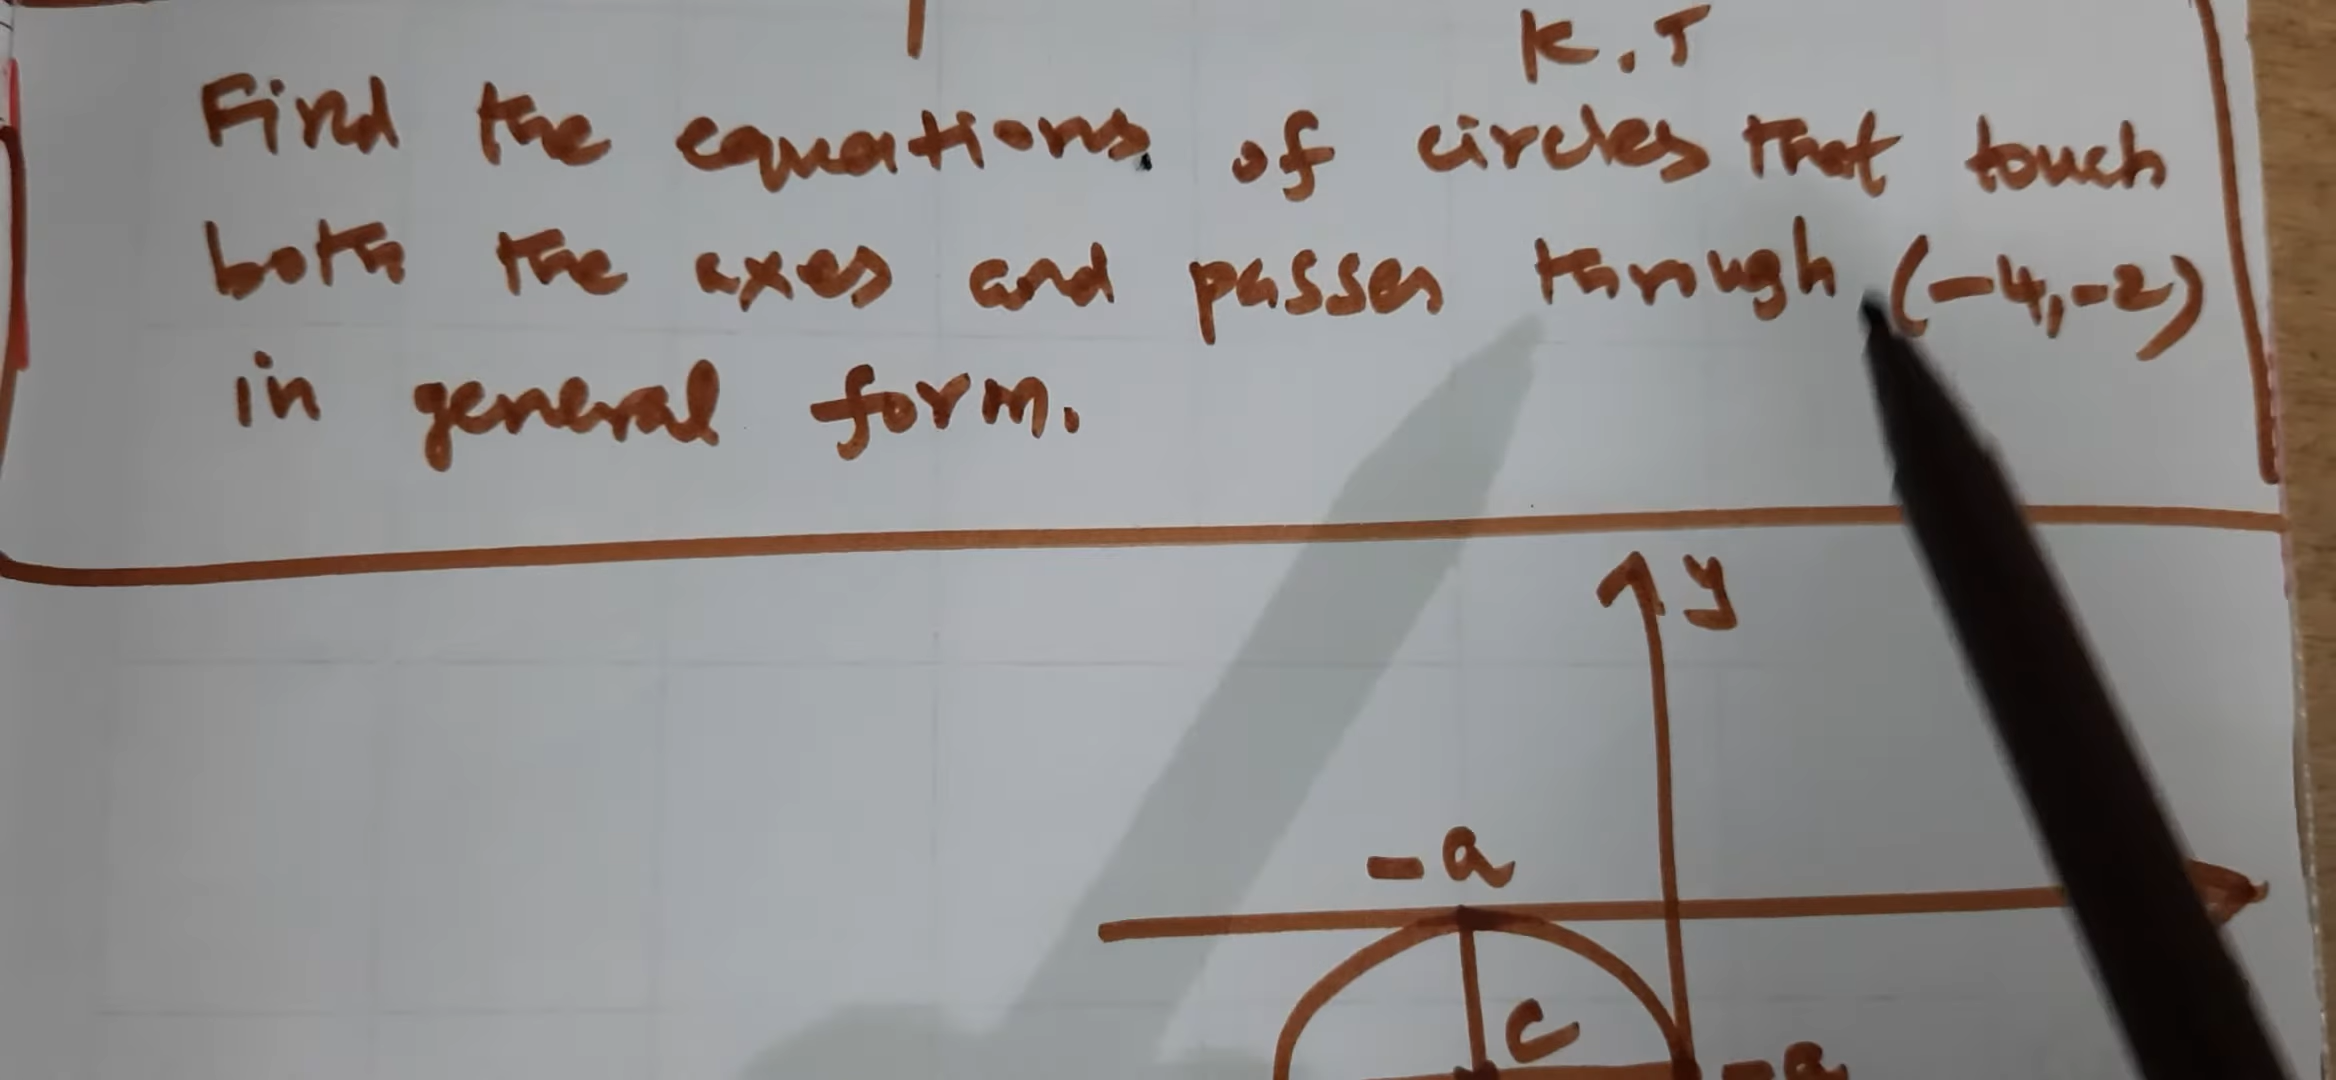 K.T
Find the equations of circles that touch
both the axes and passes through (-4,-2)
in general form.
y
-a
C
-a